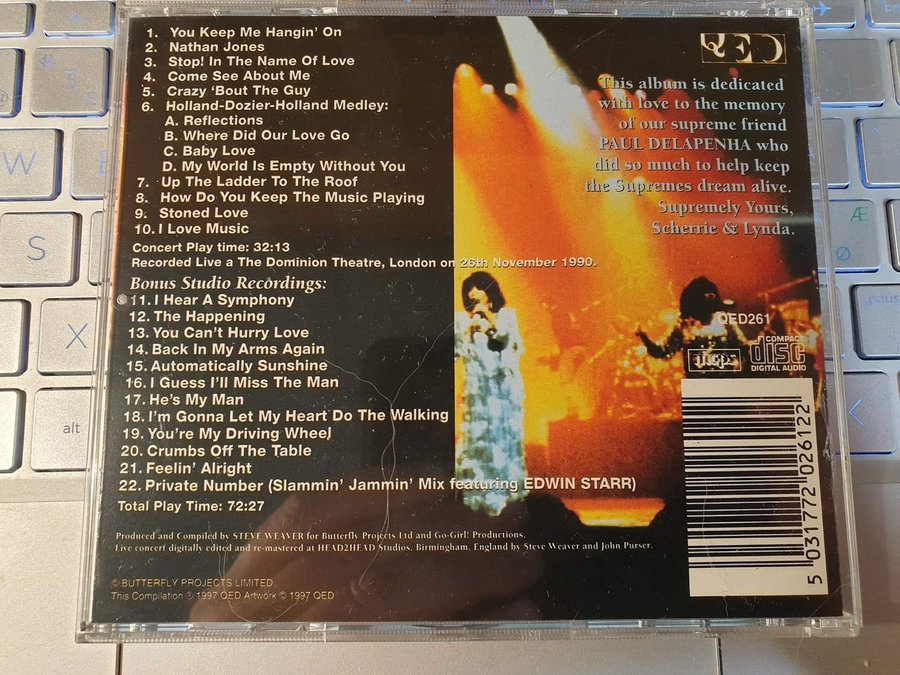 1. You Keep Me Hangin' On
2. Nathan Jones
3. Stop! In The Name Of Love
4. Come See About Me
5. Crazy 'Bout The Guy
6. Holland-Dozier-Holland Medley:
A. Reflections
B. Where Did Our Love Go
C. Baby Love
D. My World Is Empty Without You
7. Up The Ladder To The Roof
8. How Do You Keep The Music Playing
9. Stoned Love
10. I Love Music
Concert Play time: 32:13
Recorded Live a The Dominion Theatre, London on 26th November 1990.
Bonus Studio Recordings:
11. I Hear A Symphony
12. The Happening
13. You Can't Hurry Love
14. Back In My Arms Again
15. Automatically Sunshine
16. I Guess I'll Miss The Man
17. He's My Man
18. I'm Gonna Let My Heart Do The Walking
19. You're My Driving Wheel
20. Crumbs Off The Table
21. Feelin' Alright
22. Private Number (Slammin' Jammin' Mix featuring EDWIN STARR)
Total Play Time: 72:27
Produced and Compiled by STEVE WEAVER for Butterfly Projects Ltd and Go-Girl! Productions.
Live concert digitally edited and re-mastered at HEAD2HEAD Studios, Birmingham, England by Steve Weaver and John Purser.
© BUTTERFLY PROJECTS LIMITED.
This Compilation ℗ 1997 QED Artwork © 1997 QED
QED
This album is dedicated
with love to the memory
of our supreme friend
PAUL DELAPENHA who
did so much to help keep
the Supremes dream alive.
Supremely Yours,
Scherrie & Lynda.
QED261
mcps
COMPACT
disc
DIGITAL AUDIO
5 031772 026122
W
S
X
alt
Æ
Ø
pause
<